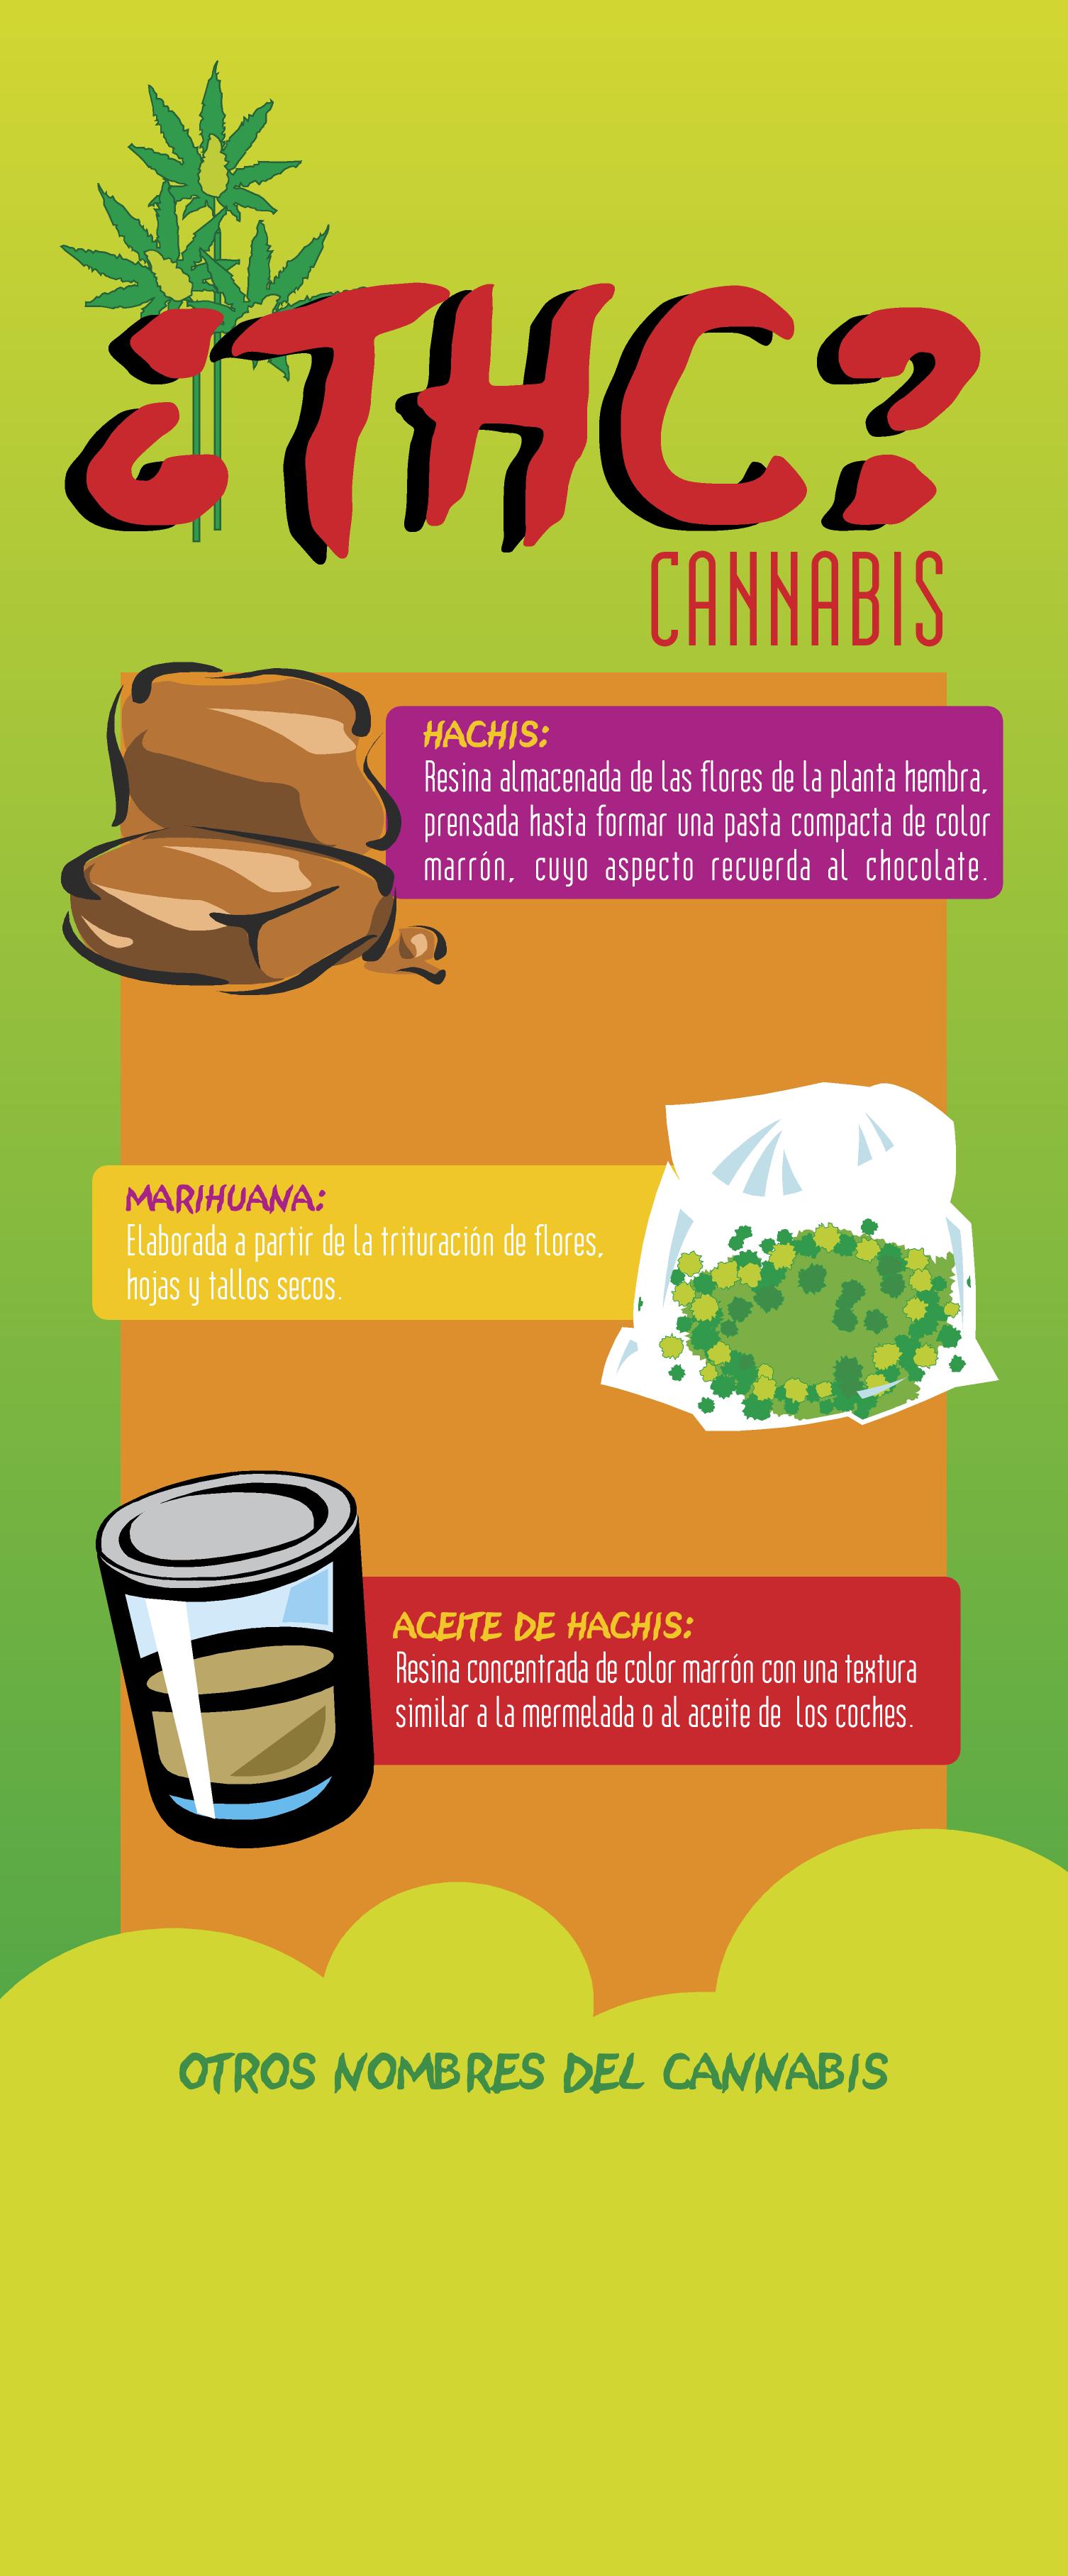 ¿THC?
CANNABIS
HACHIS:
Resina almacenada de las flores de la planta hembra,
prensada hasta formar una pasta compacta de color
marrón, cuyo aspecto recuerda al chocolate.
MARIHUANA:
Elaborada a partir de la trituración de flores,
hojas y tallos secos.
ACEITE DE HACHIS:
Resina concentrada de color marrón con una textura
similar a la mermelada o al aceite de los coches.
OTROS NOMBRES DEL CANNABIS